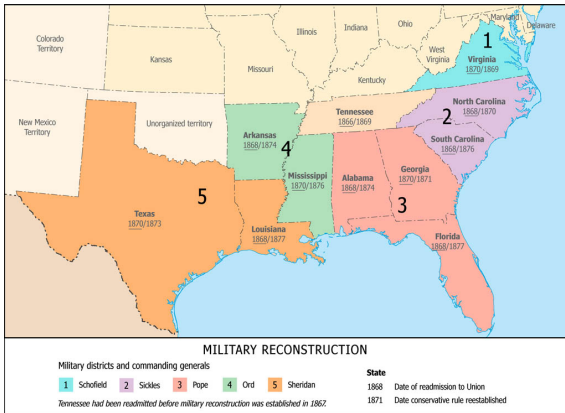 Colorado
Territory
Kansas
Missouri
Illinois
Indiana
Ohio
West
Virginia
Maryland
Delaware
Kentucky
1
Virginia
1870/1869
New Mexico
Territory
Unorganized territory
Arkansas
1868/1874
4
Tennessee
1866/1869
2
North Carolina
1868/1870
South Carolina
1868/1876
Mississippi
1870/1876
Alabama
1868/1874
Georgia
1870/1871
3
5
Texas
1870/1873
Louisiana
1868/1877
Florida
1868/1877
MILITARY RECONSTRUCTION
Military districts and commanding generals
1 Schofield 2 Sickles 3 Pope 4 Ord 5 Sheridan
Tennessee had been readmitted before military reconstruction was established in 1867.
State
1868 Date of readmission to Union
1871 Date conservative rule reestablished